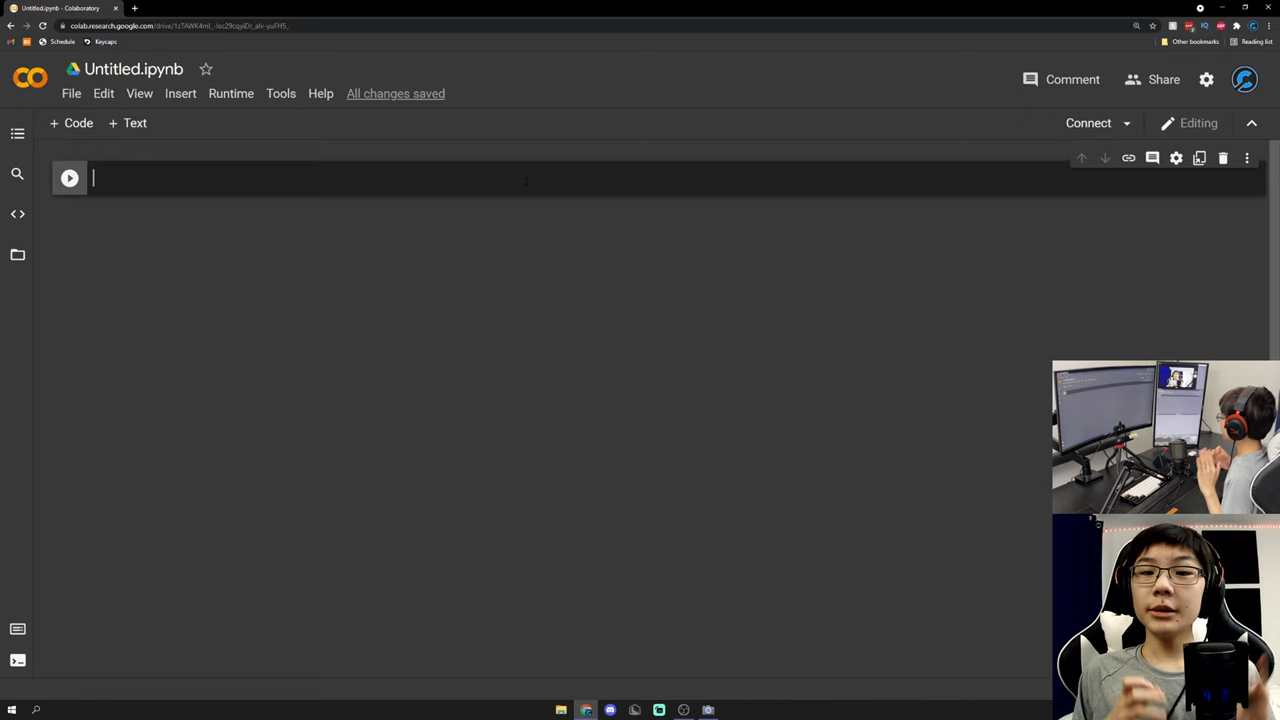 Untitled.ipynb - Colaboratory
colab.research.google.com/drive/
Schedule
Keycaps
Other bookmarks
Reading list
Untitled.ipynb
Comment
Share
File Edit View Insert Runtime Tools Help All changes saved
+ Code + Text
Connect
Editing